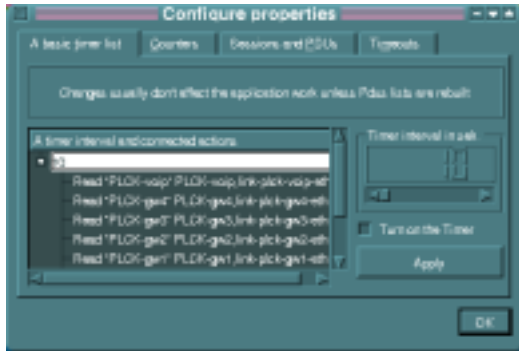 Configure properties
A basic timer list Counters Sessions and PDUs Timeouts
Changes usually don't effect the application work unless Pdus lists are rebuilt
A timer interval and connected actions
Timer interval in sek.
10
Read "PLCK-voip" PLCK-voip,link-plck-voip-eth
Read "PLCK-gw4" PLCK-gw4,link-plck-gw4-eth
Read "PLCK-gw3" PLCK-gw3,link-plck-gw3-eth
Turn on the Timer
Read "PLCK-gw2" PLCK-gw2,link-plck-gw2-eth
Read "PLCK-gw1" PLCK-gw1,link-plck-gw1-eth
Apply
OK